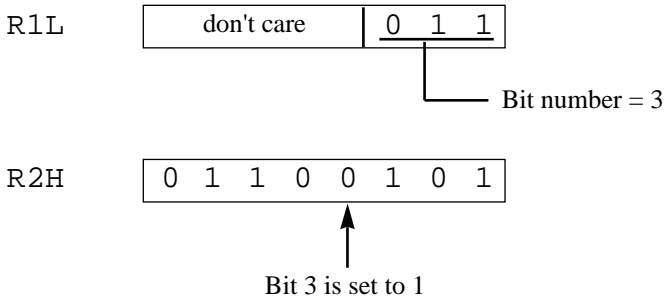 R1L don't care 0 1 1
Bit number = 3
R2H 0 1 1 0 0 1 0 1
Bit 3 is set to 1